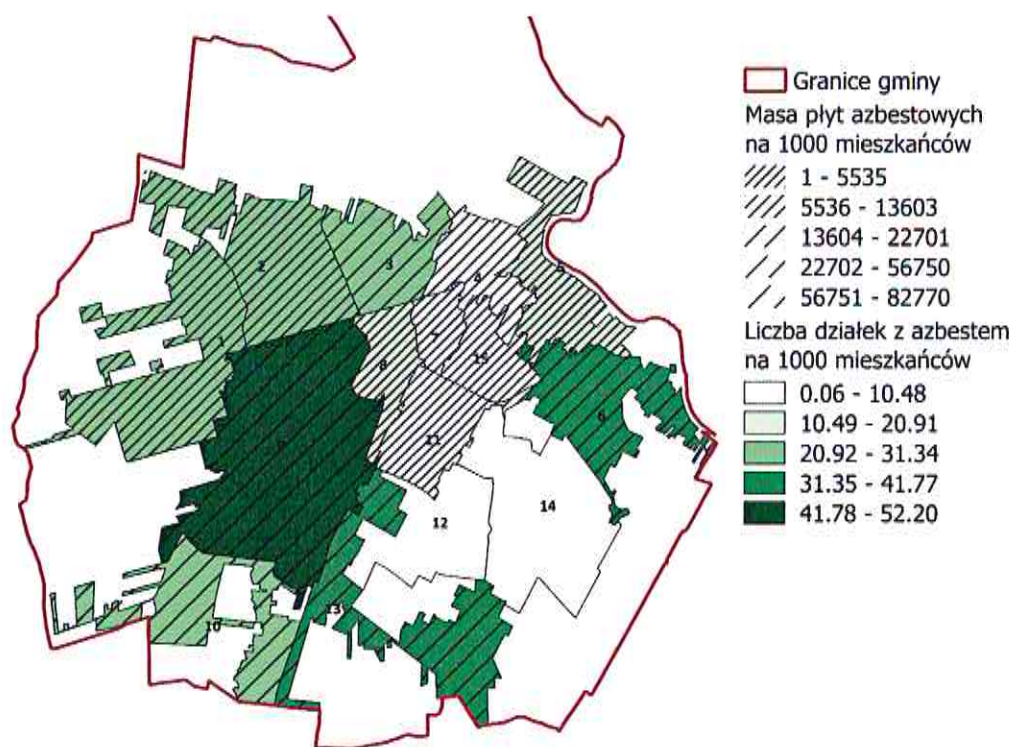 Granice gminy
Masa płyt azbestowych
na 1000 mieszkańców
1 - 5535
5536 - 13603
13604 - 22701
22702 - 56750
56751 - 82770
Liczba działek z azbestem
na 1000 mieszkańców
0.06 - 10.48
10.49 - 20.91
20.92 - 31.34
31.35 - 41.77
41.78 - 52.20
2
3
4
5
1
8
15
6
11
12
14
13
10